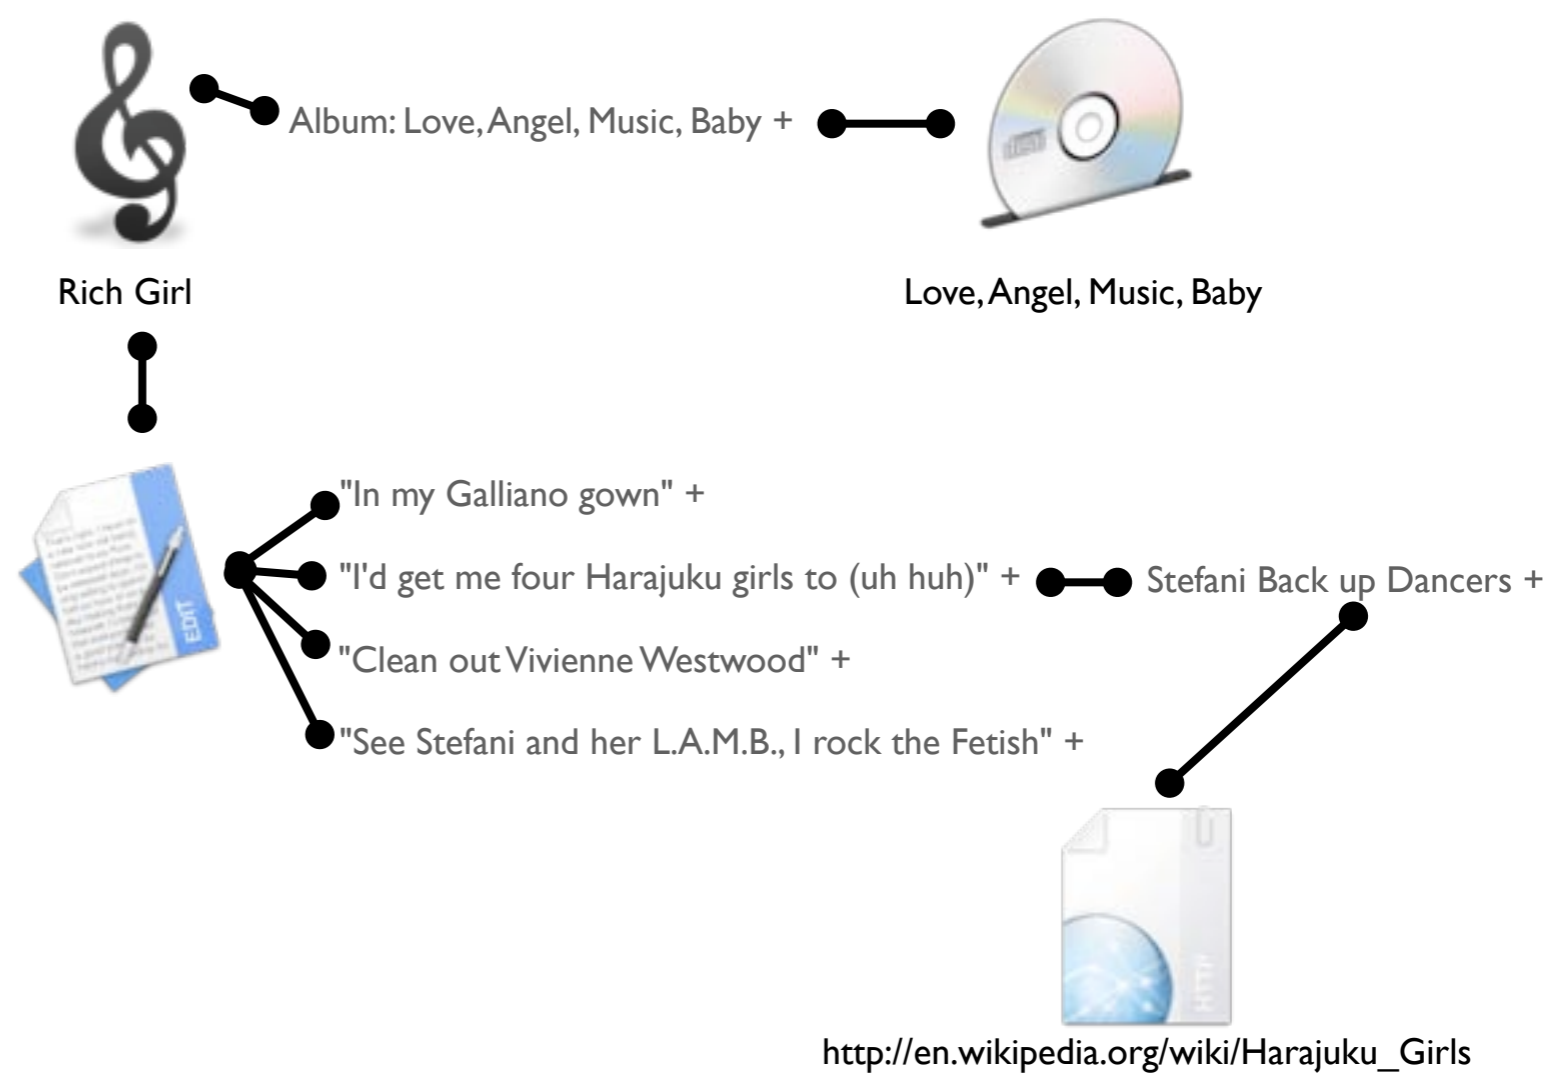 Album: Love, Angel, Music, Baby +
Rich Girl
Love, Angel, Music, Baby
"In my Galliano gown" +
"I'd get me four Harajuku girls to (uh huh)" +
Stefani Back up Dancers +
EDIT
"Clean out Vivienne Westwood" +
"See Stefani and her L.A.M.B., I rock the Fetish" +
HTTP
http://en.wikipedia.org/wiki/Harajuku_Girls